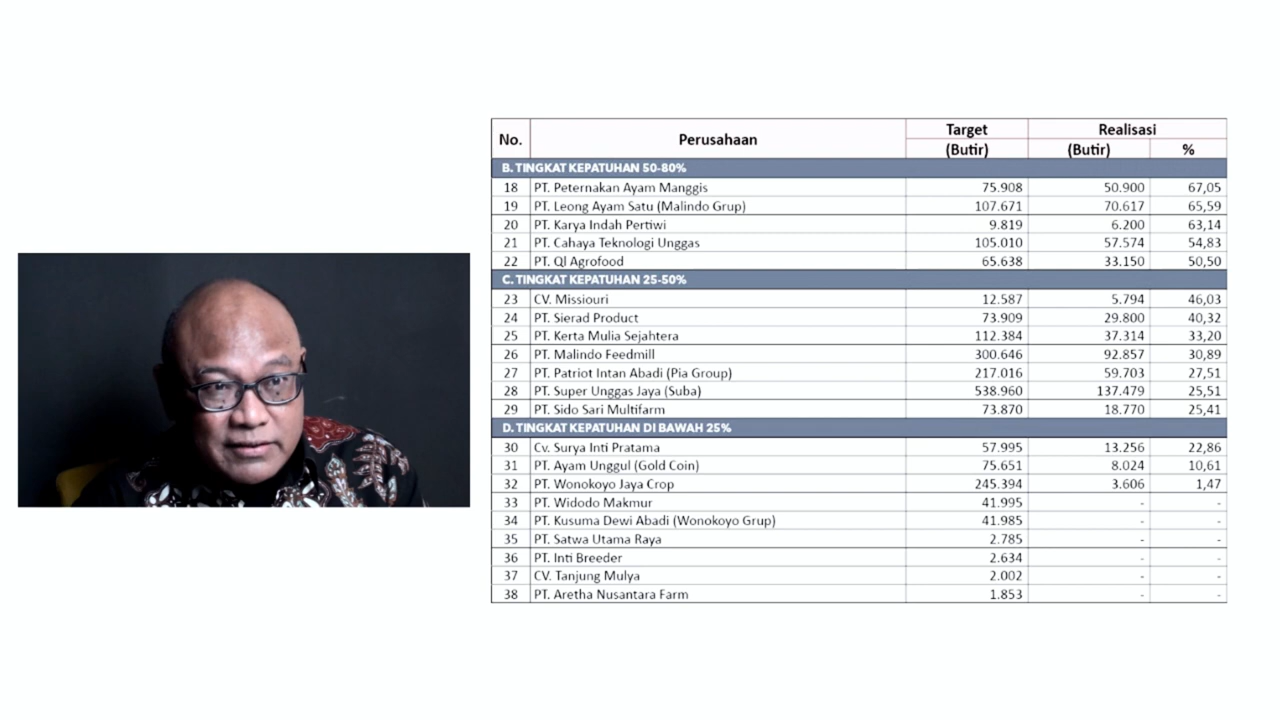 No. Perusahaan Target Realisasi
(Butir) (Butir) %
B. TINGKAT KEPATUHAN 50-80%
18 PT. Peternakan Ayam Manggis 75.908 50.900 67,05
19 PT. Leong Ayam Satu (Malindo Grup) 107.671 70.617 65,59
20 PT. Karya Indah Pertiwi 9.819 6.200 63,14
21 PT. Cahaya Teknologi Unggas 105.010 57.574 54,83
22 PT. QI Agrofood 65.638 33.150 50,50
C. TINGKAT KEPATUHAN 25-50%
23 CV. Missiouri 12.587 5.794 46,03
24 PT. Sierad Product 73.909 29.800 40,32
25 PT. Kerta Mulia Sejahtera 112.384 37.314 33,20
26 PT. Malindo Feedmill 300.646 92.857 30,89
27 PT. Patriot Intan Abadi (Pia Group) 217.016 59.703 27,51
28 PT. Super Unggas Jaya (Suba) 538.960 137.479 25,51
29 PT. Sido Sari Multifarm 73.870 18.770 25,41
D. TINGKAT KEPATUHAN DI BAWAH 25%
30 Cv. Surya Inti Pratama 57.995 13.256 22,86
31 PT. Ayam Unggul (Gold Coin) 75.651 8.024 10,61
32 PT. Wonokoyo Jaya Crop 245.394 3.606 1,47
33 PT. Widodo Makmur 41.995 - -
34 PT. Kusuma Dewi Abadi (Wonokoyo Grup) 41.985 - -
35 PT. Satwa Utama Raya 2.785 - -
36 PT. Inti Breeder 2.634 - -
37 CV. Tanjung Mulya 2.002 - -
38 PT. Aretha Nusantara Farm 1.853 - -